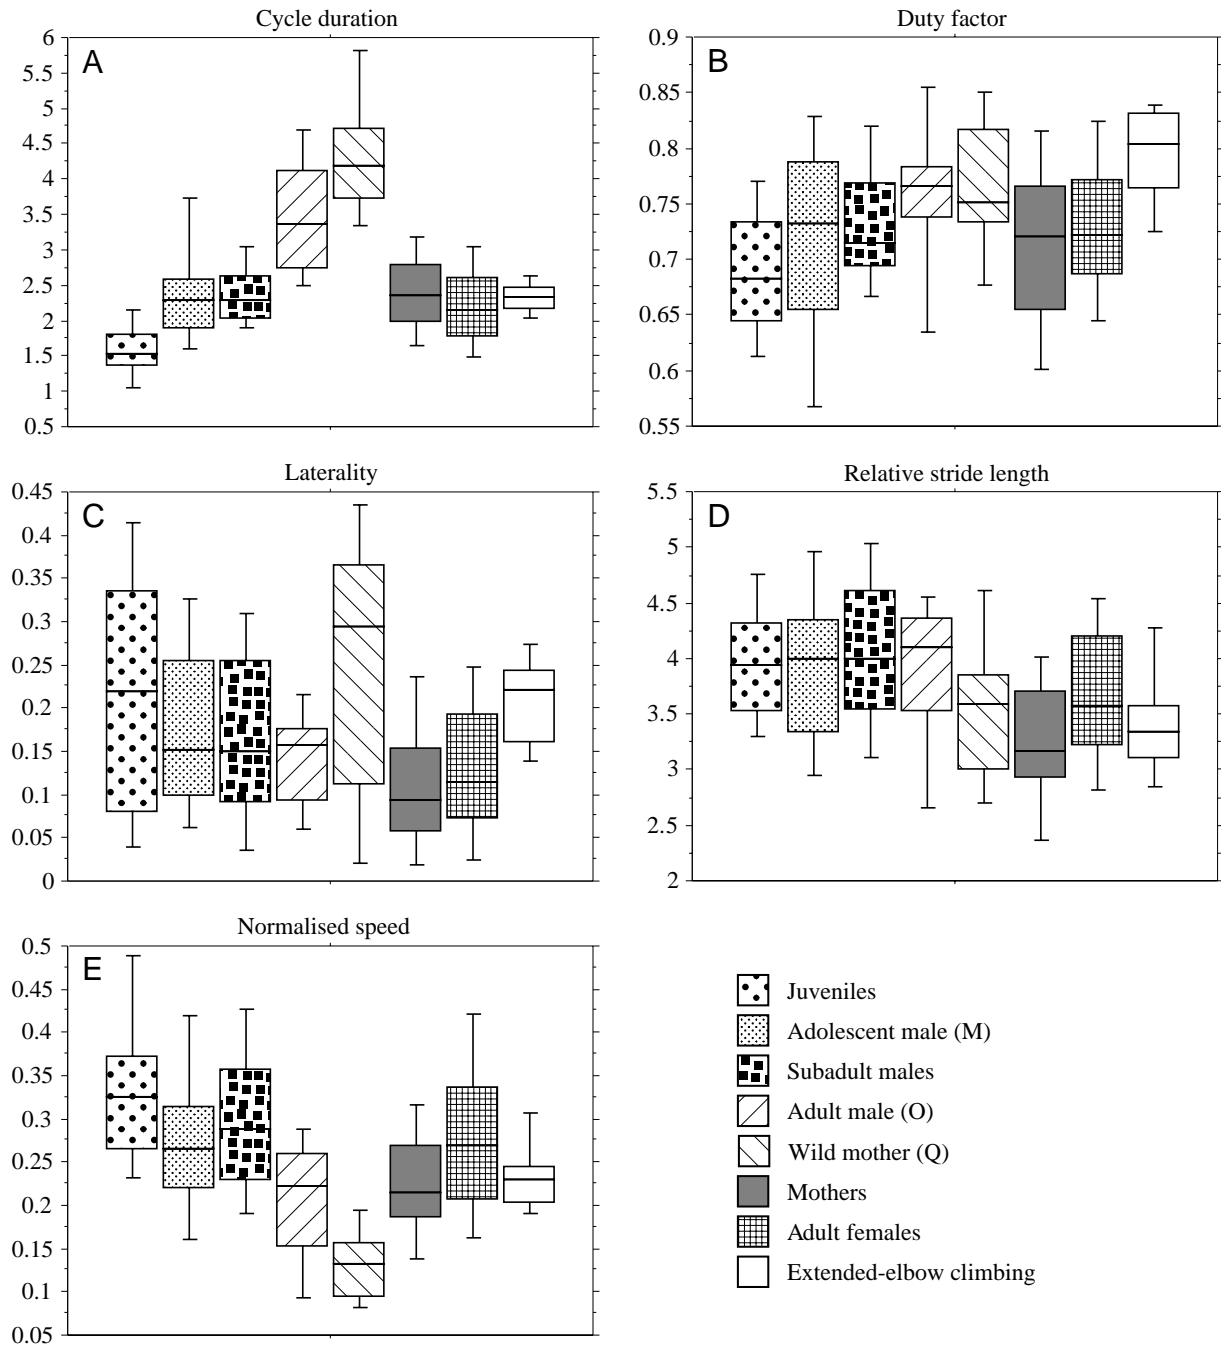 Cycle duration
A
6
5.5
5
4.5
4
3.5
3
2.5
2
1.5
1
0.5
Duty factor
B
0.9
0.85
0.8
0.75
0.7
0.65
0.6
0.55
Laterality
C
0.45
0.4
0.35
0.3
0.25
0.2
0.15
0.1
0.05
0
Relative stride length
D
5.5
5
4.5
4
3.5
3
2.5
2
Normalised speed
E
0.5
0.45
0.4
0.35
0.3
0.25
0.2
0.15
0.1
0.05
Juveniles
Adolescent male (M)
Subadult males
Adult male (O)
Wild mother (Q)
Mothers
Adult females
Extended-elbow climbing